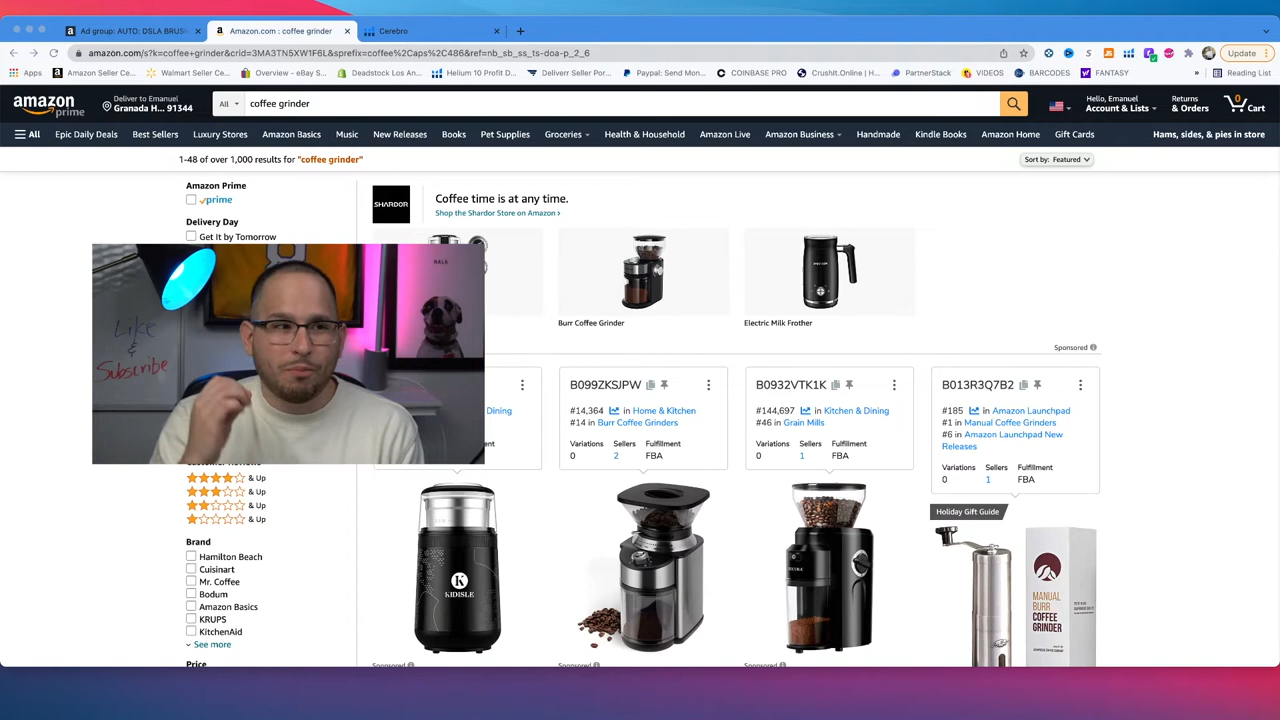 Ad group: AUTO: DSLA BRUSH
Amazon.com : coffee grinder
Cerebro
amazon.com/s?k=coffee+grinder&crid=3MA3TN5XW1F6L&sprefix=coffee%2Caps%2C486&ref=nb_sb_ss_ts-doa-p_2_6
Update
Apps
Amazon Seller Ce...
Walmart Seller Ce...
Overview - eBay S...
Deadstock Los An...
Helium 10 Profit D...
Deliverr Seller Por...
Paypal: Send Mon...
COINBASE PRO
CrushIt.Online | H...
PartnerStack
VIDEOS
BARCODES
FANTASY
»
Reading List
amazon prime
Deliver to Emanuel
Granada H... 91344
All
coffee grinder
Hello, Emanuel
Account & Lists
Returns
& Orders
0
Cart
All
Epic Daily Deals
Best Sellers
Luxury Stores
Amazon Basics
Music
New Releases
Books
Pet Supplies
Groceries
Health & Household
Amazon Live
Amazon Business
Handmade
Kindle Books
Amazon Home
Gift Cards
Hams, sides, & pies in store
1-48 of over 1,000 results for "coffee grinder"
Sort by: Featured
Amazon Prime
prime
Delivery Day
Get It by Tomorrow
SHARDOR
Coffee time is at any time.
Shop the Shardor Store on Amazon ›
Burr Coffee Grinder
Electric Milk Frother
Sponsored
Like
&
Subscribe
NALA
Customer Reviews
& Up
& Up
& Up
& Up
Brand
Hamilton Beach
Cuisinart
Mr. Coffee
Bodum
Amazon Basics
KRUPS
KitchenAid
See more
Price
Dining
B099ZKSJPW
#14,364 in Home & Kitchen
#14 in Burr Coffee Grinders
Variations Sellers Fulfillment
0 2 FBA
B0932VTK1K
#144,697 in Kitchen & Dining
#46 in Grain Mills
Variations Sellers Fulfillment
0 1 FBA
B013R3Q7B2
#185 in Amazon Launchpad
#1 in Manual Coffee Grinders
#6 in Amazon Launchpad New
Releases
Variations Sellers Fulfillment
0 1 FBA
Holiday Gift Guide
K
KIDISLE
MANUAL
BURR
COFFEE
GRINDER
Sponsored
Sponsored
Sponsored